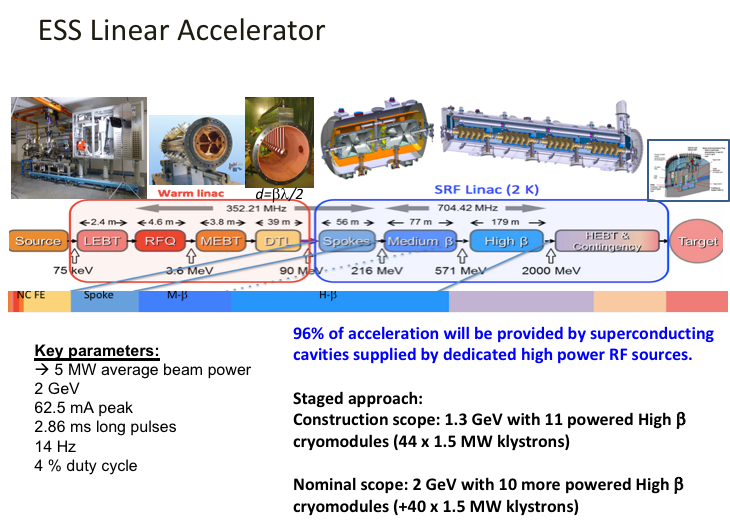 ESS Linear Accelerator
Warm linac
d=βλ/2
SRF Linac (2 K)
352.21 MHz
704.42 MHz
2.4 m
4.6 m
3.8 m
39 m
56 m
77 m
179 m
Source
LEBT
RFQ
MEBT
DTL
Spokes
Medium β
High β
HEBT &
Contingency
Target
75 keV
3.6 MeV
90 MeV
216 MeV
571 MeV
2000 MeV
NC FE
Spoke
M-β
H-β
Key parameters:
→ 5 MW average beam power
2 GeV
62.5 mA peak
2.86 ms long pulses
14 Hz
4 % duty cycle
96% of acceleration will be provided by superconducting
cavities supplied by dedicated high power RF sources.
Staged approach:
Construction scope: 1.3 GeV with 11 powered High β
cryomodules (44 x 1.5 MW klystrons)
Nominal scope: 2 GeV with 10 more powered High β
cryomodules (+40 x 1.5 MW klystrons)